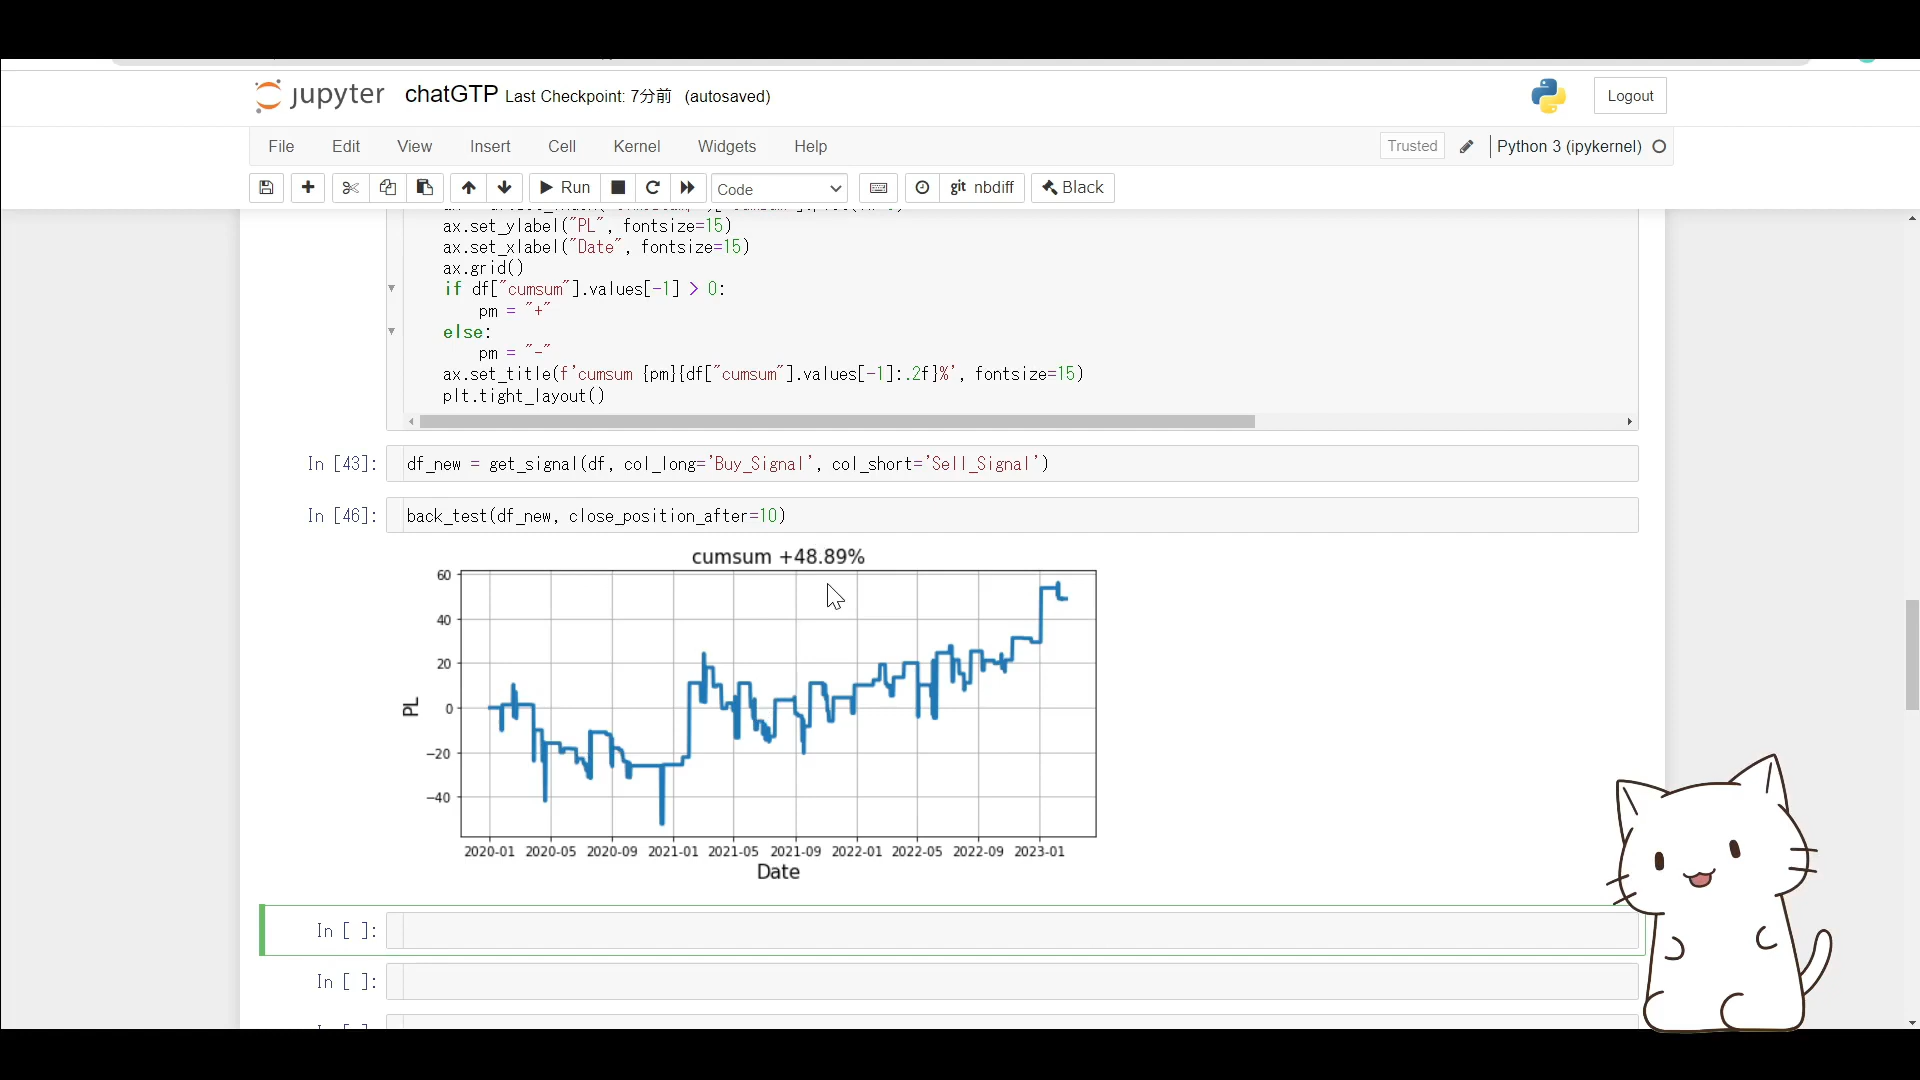 jupyter chatGTP Last Checkpoint: 7分前 (autosaved)
Logout
File Edit View Insert Cell Kernel Widgets Help
Trusted Python 3 (ipykernel)
Run Code git nbdiff Black
ax.set_ylabel("PL", fontsize=15)
ax.set_xlabel("Date", fontsize=15)
ax.grid()
if df["cumsum"].values[-1] > 0:
pm = "+"
else:
pm = "-"
ax.set_title(f'cumsum {pm}{df["cumsum"].values[-1]:.2f}%', fontsize=15)
plt.tight_layout()
In [43]: df_new = get_signal(df, col_long='Buy_Signal', col_short='Sell_Signal')
In [46]: back_test(df_new, close_position_after=10)
cumsum +48.89%
60
40
20
0
−20
−40
PL
2020-01 2020-05 2020-09 2021-01 2021-05 2021-09 2022-01 2022-05 2022-09 2023-01
Date
In [ ]:
In [ ]: